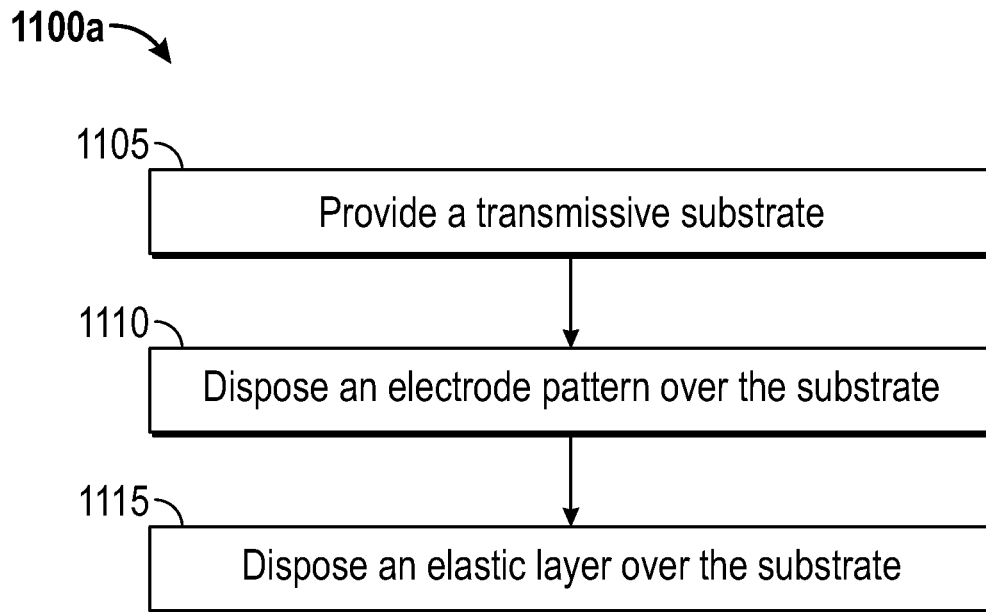 1100a
1105
Provide a transmissive substrate
1110
Dispose an electrode pattern over the substrate
1115
Dispose an elastic layer over the substrate